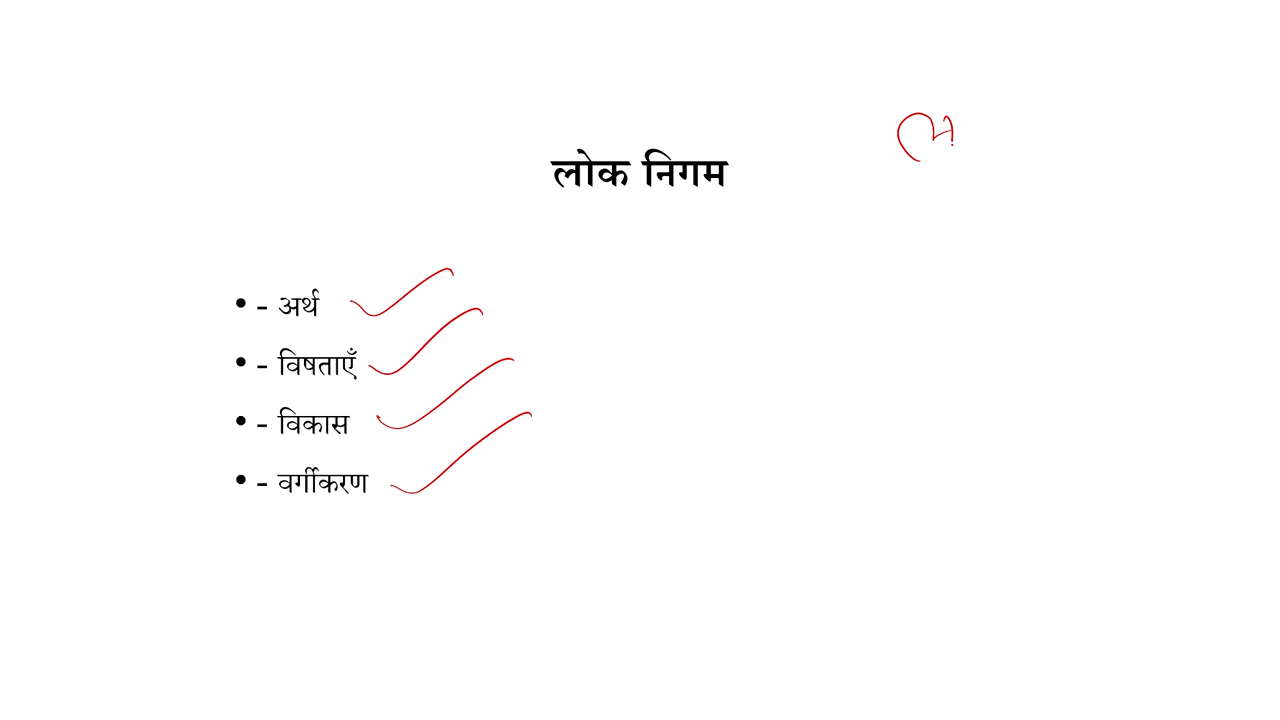 लोक निगम
• - अर्थ
• - विषताएँ
• - विकास
• - वर्गीकरण